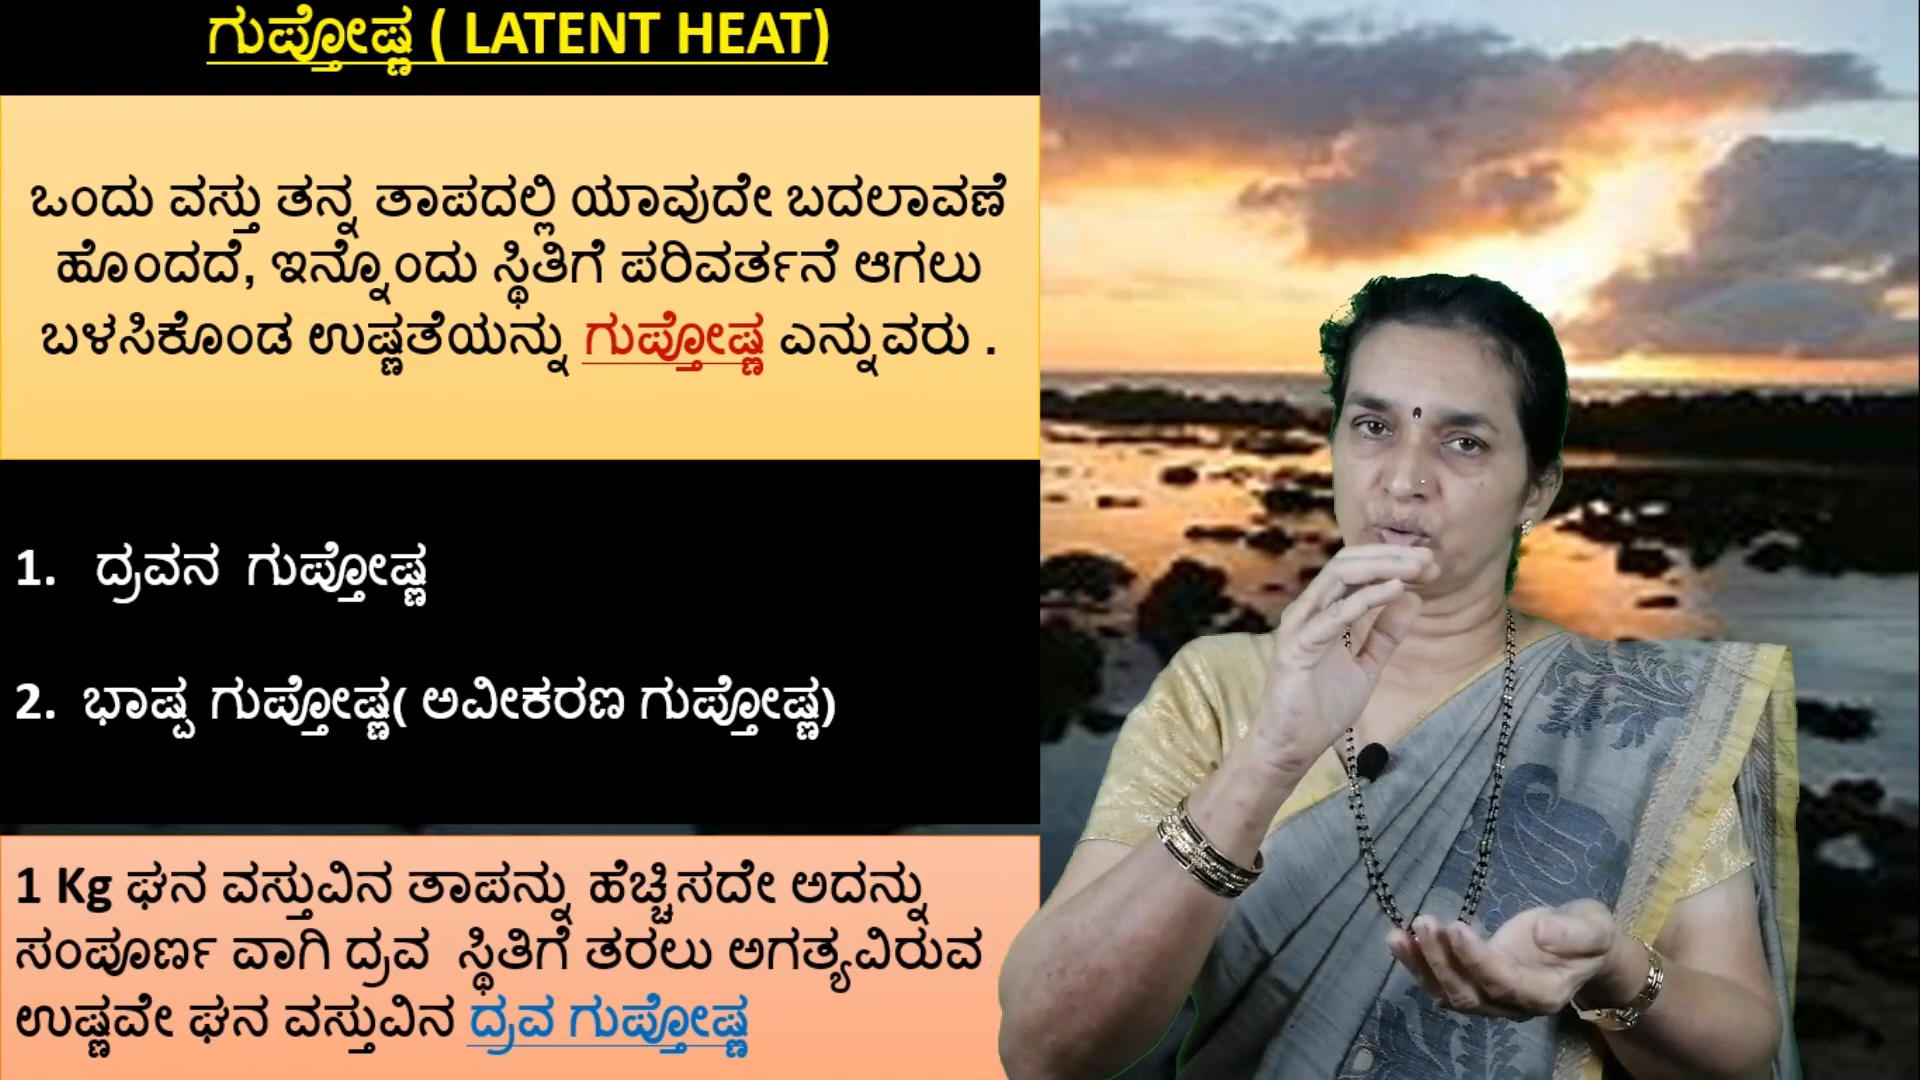 ಗುಪ್ತೋಷ್ಣ ( LATENT HEAT)
ಒಂದು ವಸ್ತು ತನ್ನ ತಾಪದಲ್ಲಿ ಯಾವುದೇ ಬದಲಾವಣೆ
ಹೊಂದದೆ, ಇನ್ನೊಂದು ಸ್ಥಿತಿಗೆ ಪರಿವರ್ತನೆ ಆಗಲು
ಬಳಸಿಕೊಂಡ ಉಷ್ಣತೆಯನ್ನು ಗುಪ್ತೋಷ್ಣ ಎನ್ನುವರು .
1. ದ್ರವನ ಗುಪ್ತೋಷ್ಣ
2. ಭಾಷ್ಪ ಗುಪ್ತೋಷ್ಣ( ಅವೀಕರಣ ಗುಪ್ತೋಷ್ಣ)
1 Kg ಘನ ವಸ್ತುವಿನ ತಾಪನ್ನು ಹೆಚ್ಚಿಸದೇ ಅದನ್ನು
ಸಂಪೂರ್ಣ ವಾಗಿ ದ್ರವ ಸ್ಥಿತಿಗೆ ತರಲು ಅಗತ್ಯವಿರುವ
ಉಷ್ಣವೇ ಘನ ವಸ್ತುವಿನ ದ್ರವ ಗುಪ್ತೋಷ್ಣ